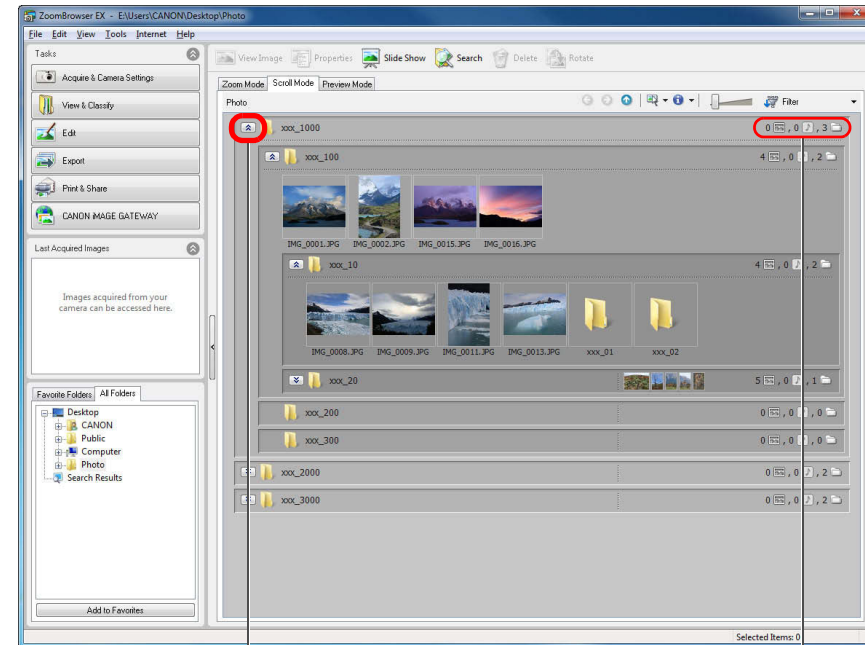 ZoomBrowser EX - E:\Users\CANON\Desktop\Photo
File Edit View Tools Internet Help
Tasks
Acquire & Camera Settings
View & Classify
Edit
Export
Print & Share
CANON iMAGE GATEWAY
Last Acquired Images
Images acquired from your
camera can be accessed here.
Favorite Folders All Folders
Desktop
CANON
Public
Computer
Photo
Search Results
Add to Favorites
View Image Properties Slide Show Search Delete Rotate
Zoom Mode Scroll Mode Preview Mode
Photo Filter
xxx_1000 0 , 0 , 3
xxx_100 4 , 0 , 2
IMG_0001.JPG IMG_0002.JPG IMG_0015.JPG IMG_0016.JPG
xxx_10 4 , 0 , 2
IMG_0008.JPG IMG_0009.JPG IMG_0011.JPG IMG_0013.JPG xxx_01 xxx_02
xxx_20 5 , 0 , 1
xxx_200 0 , 0 , 0
xxx_300 0 , 0 , 0
xxx_2000 0 , 0 , 2
xxx_3000 0 , 0 , 2
Selected Items: 0